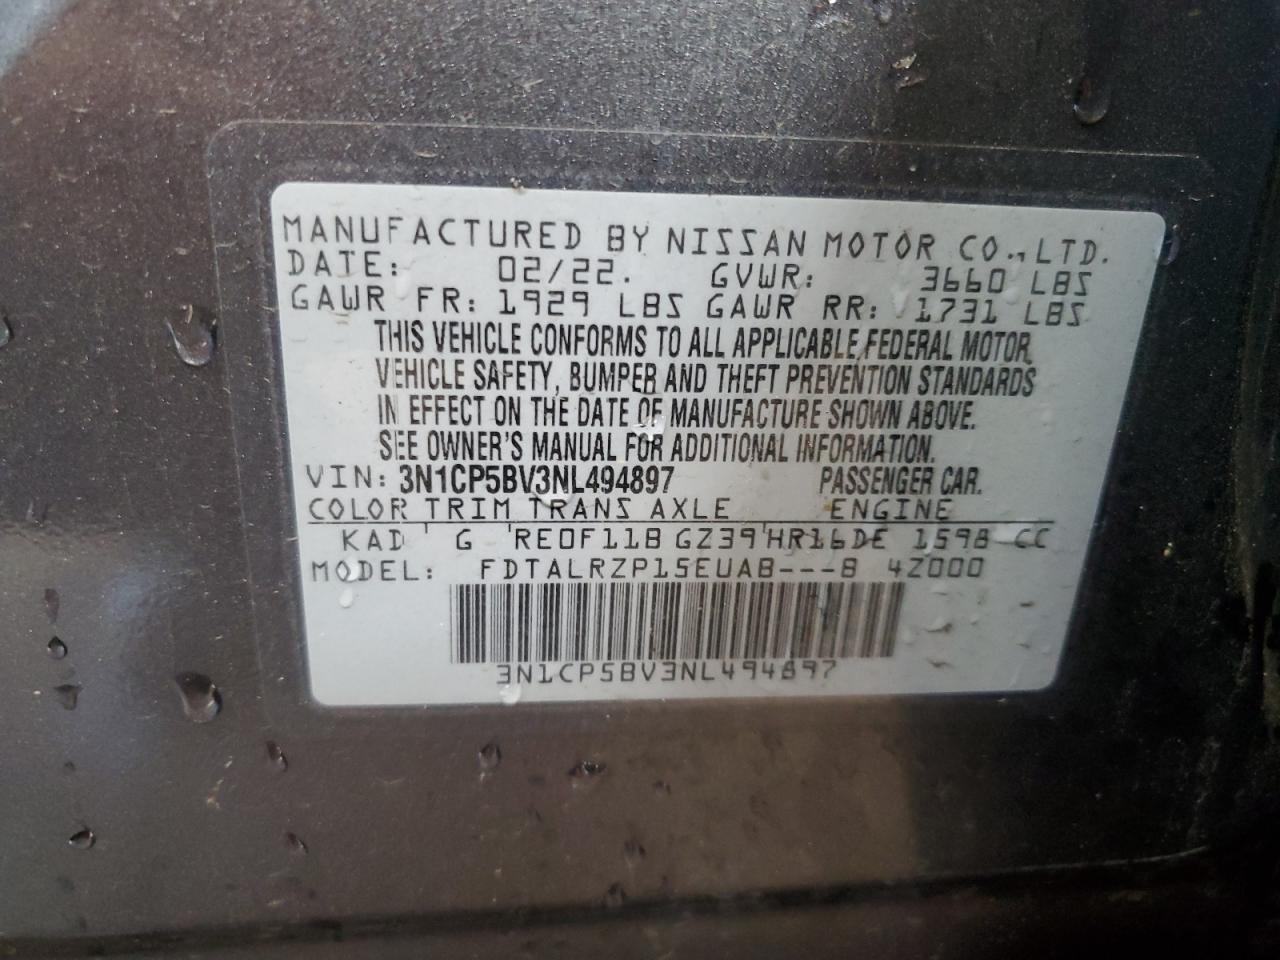 MANUFACTURED BY NISSAN MOTOR CO.,LTD.
DATE: 02/22. GVWR: 3660 LBS
GAWR FR: 1929 LBS GAWR RR: 1731 LBS
THIS VEHICLE CONFORMS TO ALL APPLICABLE FEDERAL MOTOR
VEHICLE SAFETY, BUMPER AND THEFT PREVENTION STANDARDS
IN EFFECT ON THE DATE OF MANUFACTURE SHOWN ABOVE.
SEE OWNER'S MANUAL FOR ADDITIONAL INFORMATION.
VIN: 3N1CP5BV3NL494897 PASSENGER CAR.
COLOR TRIM TRANS AXLE ENGINE
KAD G RE0F11B GZ39 HR16DE 1598 CC
MODEL: FDTALRZP15EUAB---B 4Z000
3N1CP5BV3NL494897